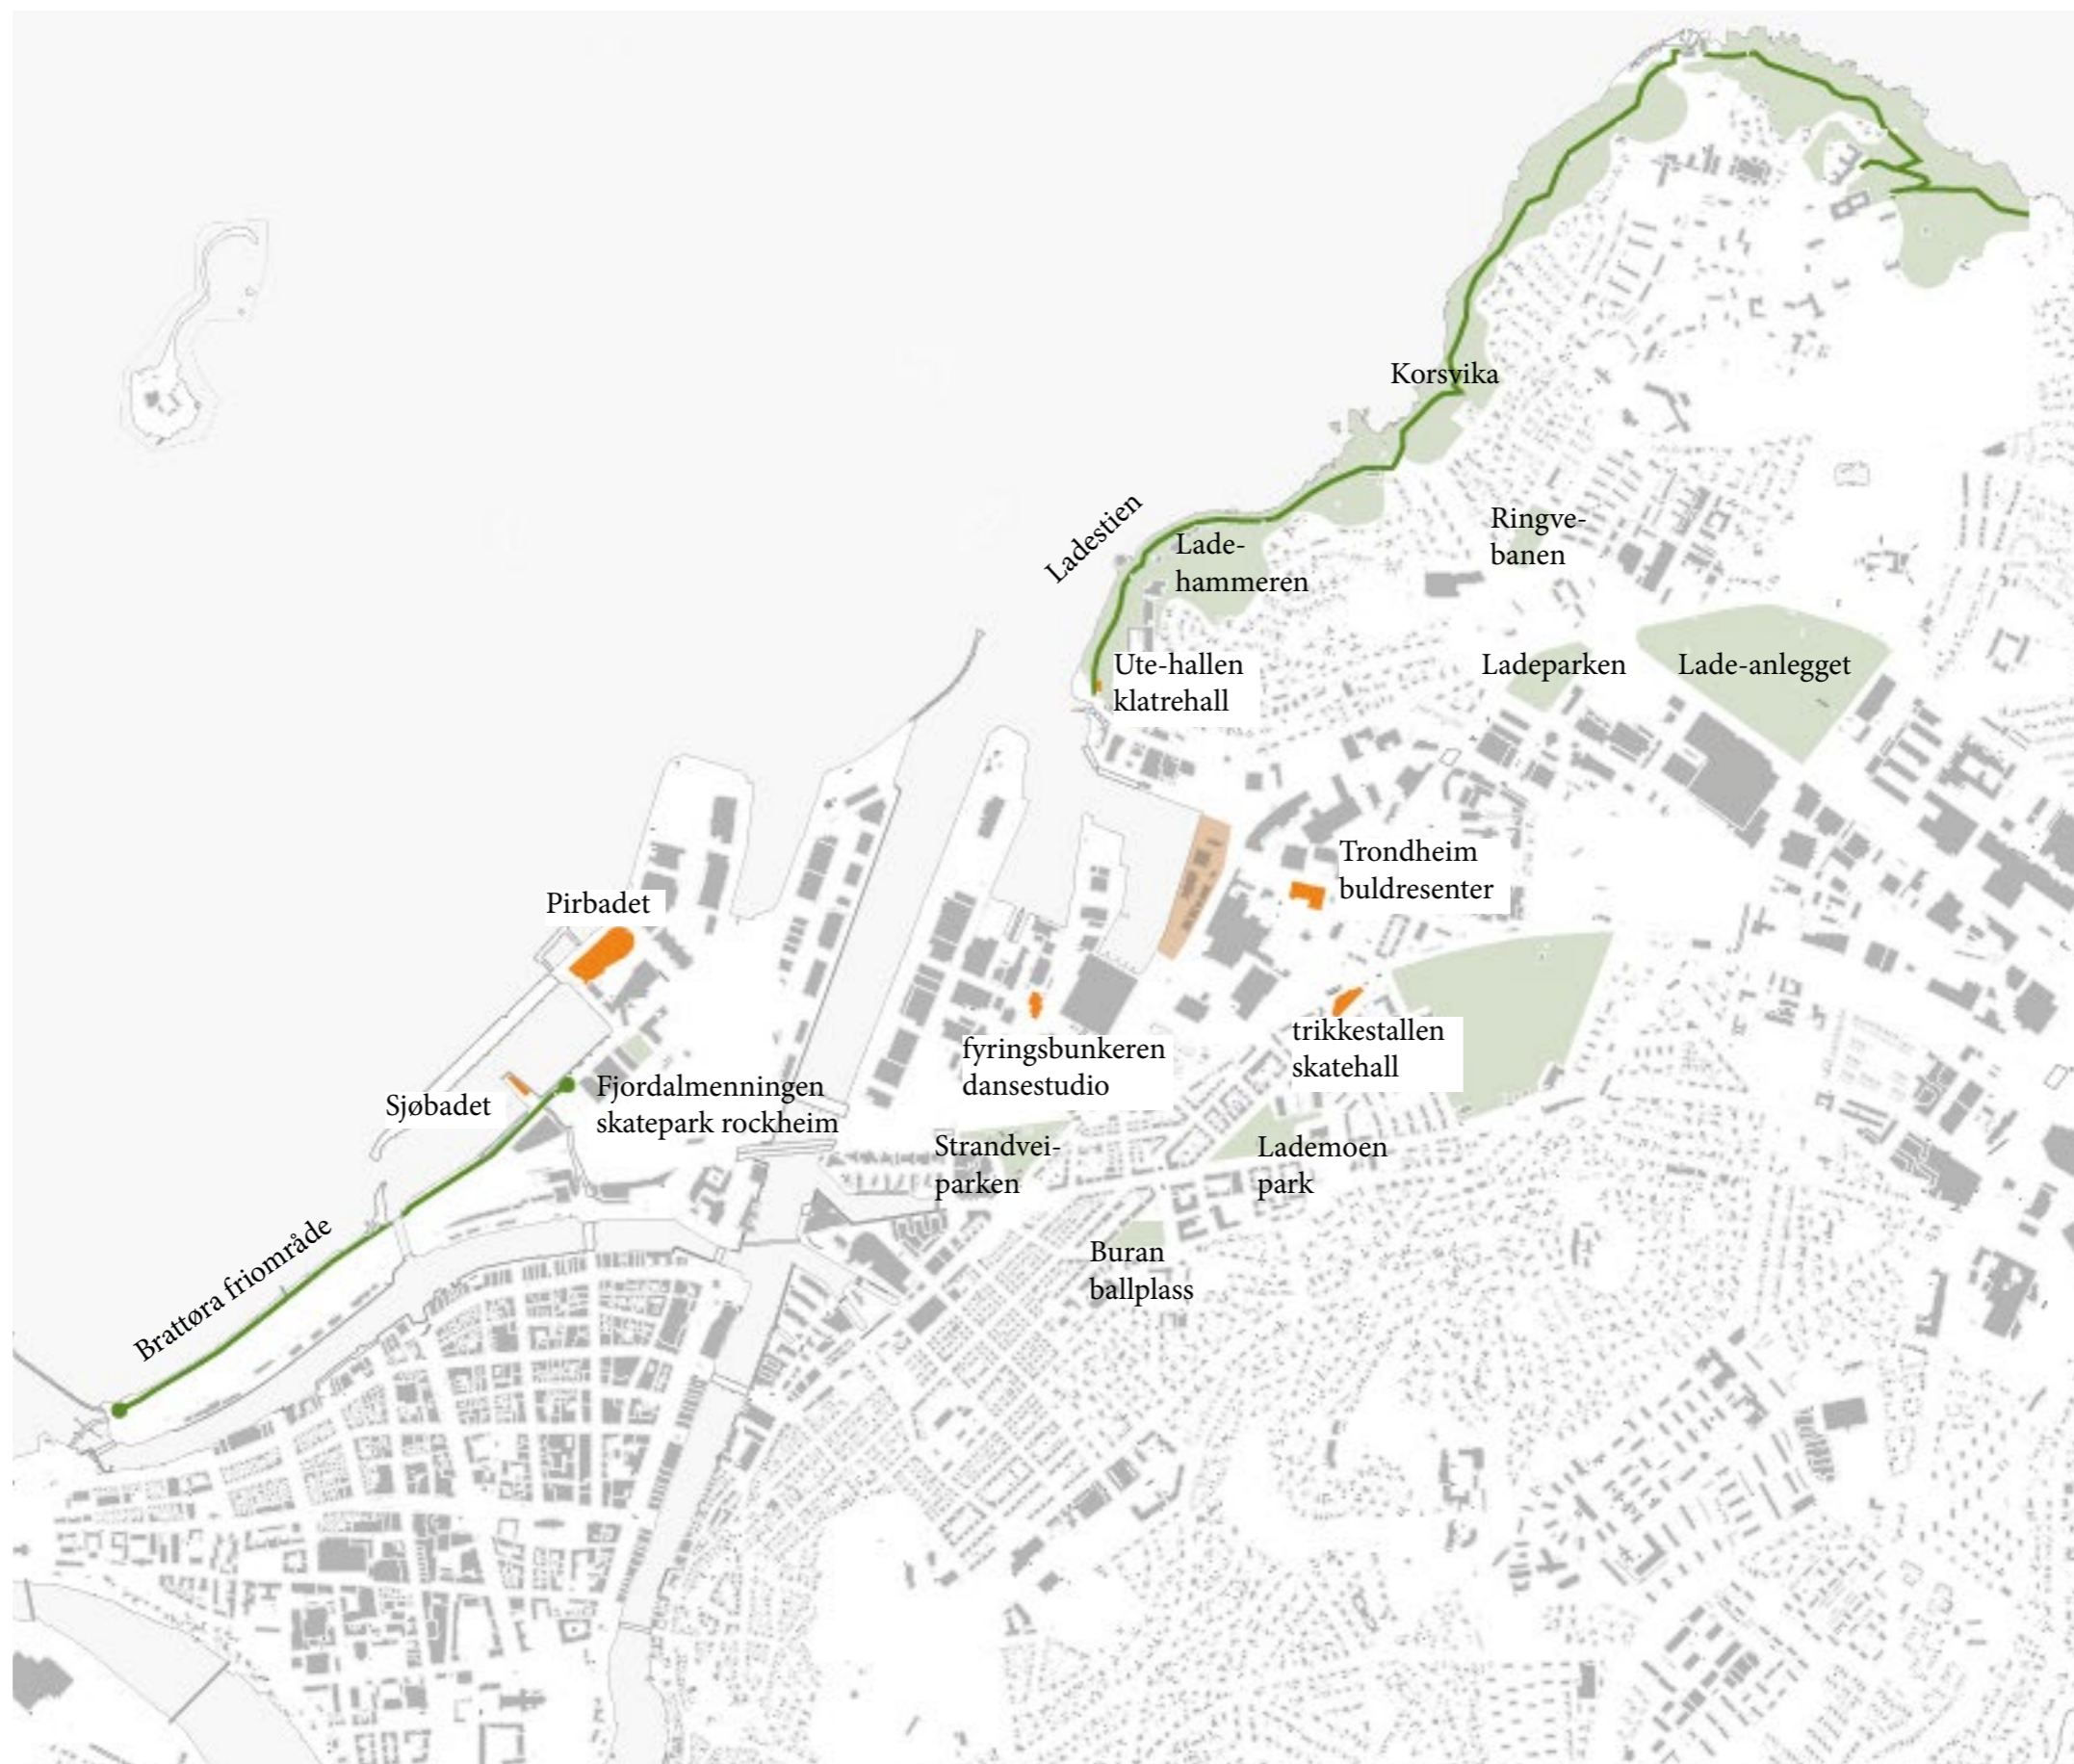 Korsvika
Ladestien
Ringve-
banen
Lade-
hammeren
Ute-hallen
klatrehall
Ladeparken
Lade-anlegget
Trondheim
buldresenter
Pirbadet
trikkestallen
skatehall
fyringsbunkeren
dansestudio
Fjordalmenningen
skatepark rockheim
Sjøbadet
Strandvei-
parken
Lademoen
park
Buran
ballplass
Brattøra friområde